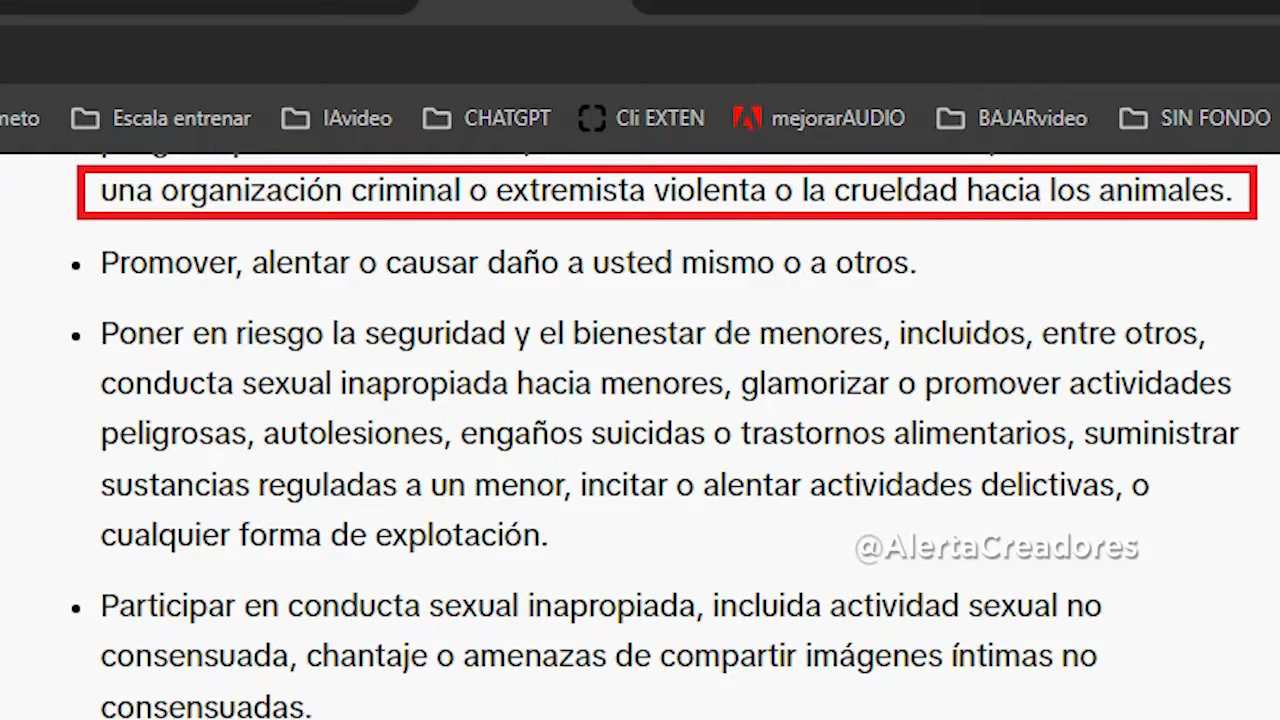 neto Escala entrenar IAvideo CHATGPT Cli EXTEN mejorarAUDIO BAJARvideo SIN FONDO
una organización criminal o extremista violenta o la crueldad hacia los animales.
• Promover, alentar o causar daño a usted mismo o a otros.
• Poner en riesgo la seguridad y el bienestar de menores, incluidos, entre otros,
conducta sexual inapropiada hacia menores, glamorizar o promover actividades
peligrosas, autolesiones, engaños suicidas o trastornos alimentarios, suministrar
sustancias reguladas a un menor, incitar o alentar actividades delictivas, o
cualquier forma de explotación.
@AlertaCreadores
• Participar en conducta sexual inapropiada, incluida actividad sexual no
consensuada, chantaje o amenazas de compartir imágenes íntimas no
consensuadas.